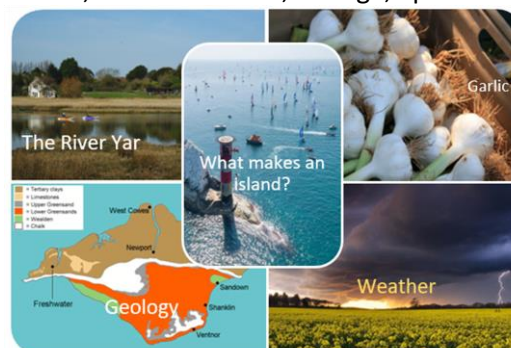 The River Yar
What makes an
island?
Garlic
= Tertiary clays
= Limestones
= Upper Greensand
= Lower Greensands
= Wealden
= Chalk
West Cowes
Newport
Freshwater
Sandown
Shanklin
Ventnor
Geology
Weather